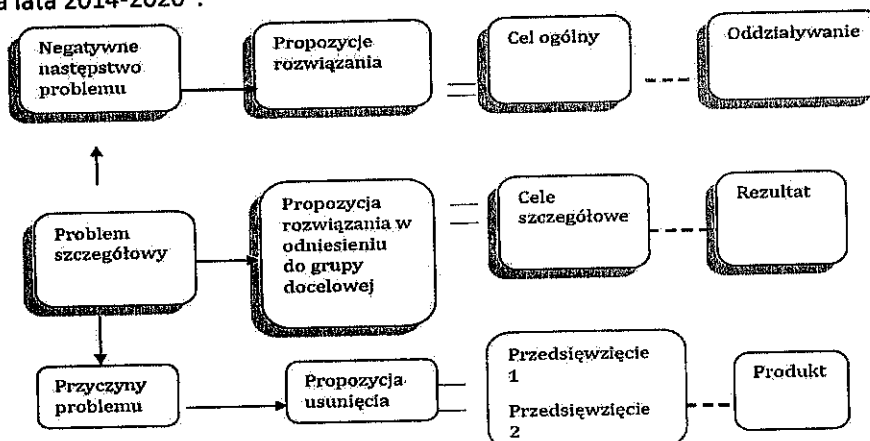 a lata 2014-2020".
Negatywne
następstwo
problemu
Propozycje
rozwiązania
Cel ogólny
Oddziaływanie
Problem
szczegółowy
Propozycja
rozwiązania w
odniesieniu
do grupy
docelowej
Cele
szczegółowe
Rezultat
Przyczyny
problemu
Propozycja
usunięcia
Przedsięwzięcie
1
Przedsięwzięcie
2
Produkt